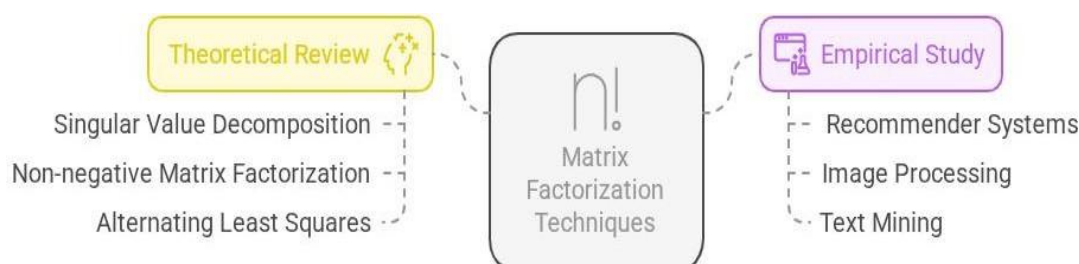 Theoretical Review
Singular Value Decomposition
Non-negative Matrix Factorization
Alternating Least Squares
n!
Matrix
Factorization
Techniques
Empirical Study
Recommender Systems
Image Processing
Text Mining